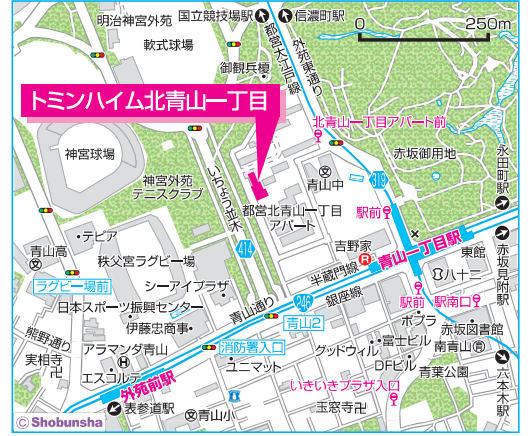 明治神宮外苑
国立競技場駅
信濃町駅
0 250m
軟式球場
都営大江戸線
外苑東通り
御観兵榎
トミンハイム北青山一丁目
北青山一丁目アパート前
神宮球場
いちょう並木
青山中
赤坂御用地
永田町駅
神宮外苑
テニスクラブ
319
都営北青山一丁目
アパート
駅前
テピア
青山高
414
吉野家
R
青山一丁目駅
赤坂見附駅
秩父宮ラグビー場
半蔵門線
東館
ラグビー場前
シーアイプラザ
246
銀座線
八十二
日本スポーツ振興センター
青山通り
駅前
駅南口
伊藤忠商事
青山2
ポプラ
熊野通り
実相寺
アラマンダ青山
消防署入口
富士ビル
赤坂図書館
グッドウィル
南青山
エスコルテ
ユニマット
DFビル
青葉公園
外苑前駅
いきいきプラザ入口
六本木駅
表参道駅
青山小
玉窓寺
© Shobunsha